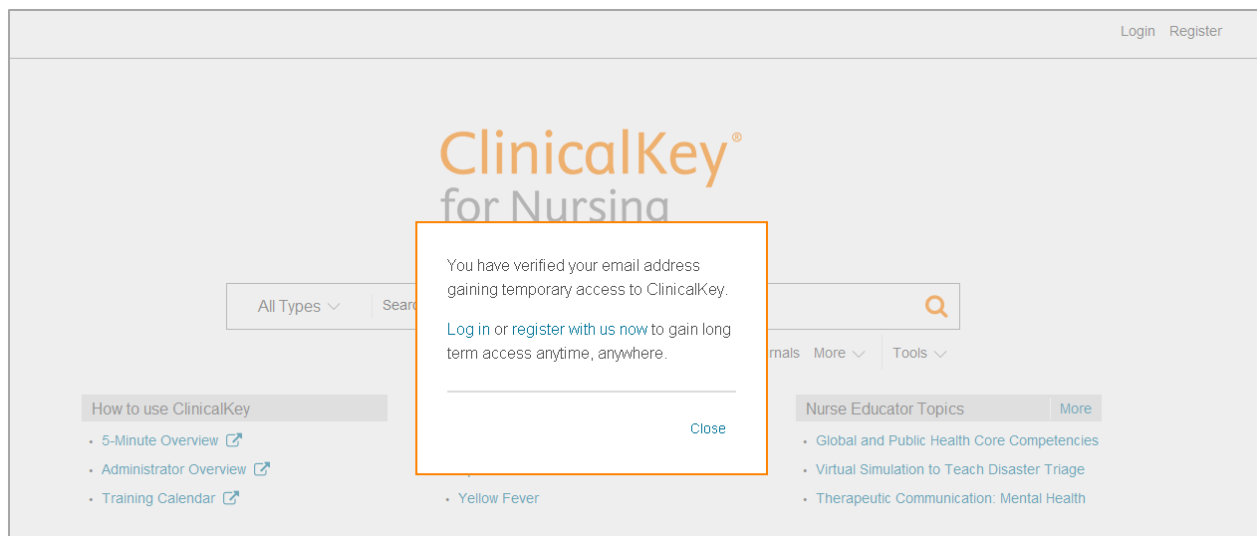 Login Register
ClinicalKey®
for Nursing
You have verified your email address
gaining temporary access to ClinicalKey.
Log in or register with us now to gain long
term access anytime, anywhere.
Close
All Types
More Tools
How to use ClinicalKey
5-Minute Overview
Administrator Overview
Training Calendar
Yellow Fever
Nurse Educator Topics More
Global and Public Health Core Competencies
Virtual Simulation to Teach Disaster Triage
Therapeutic Communication: Mental Health